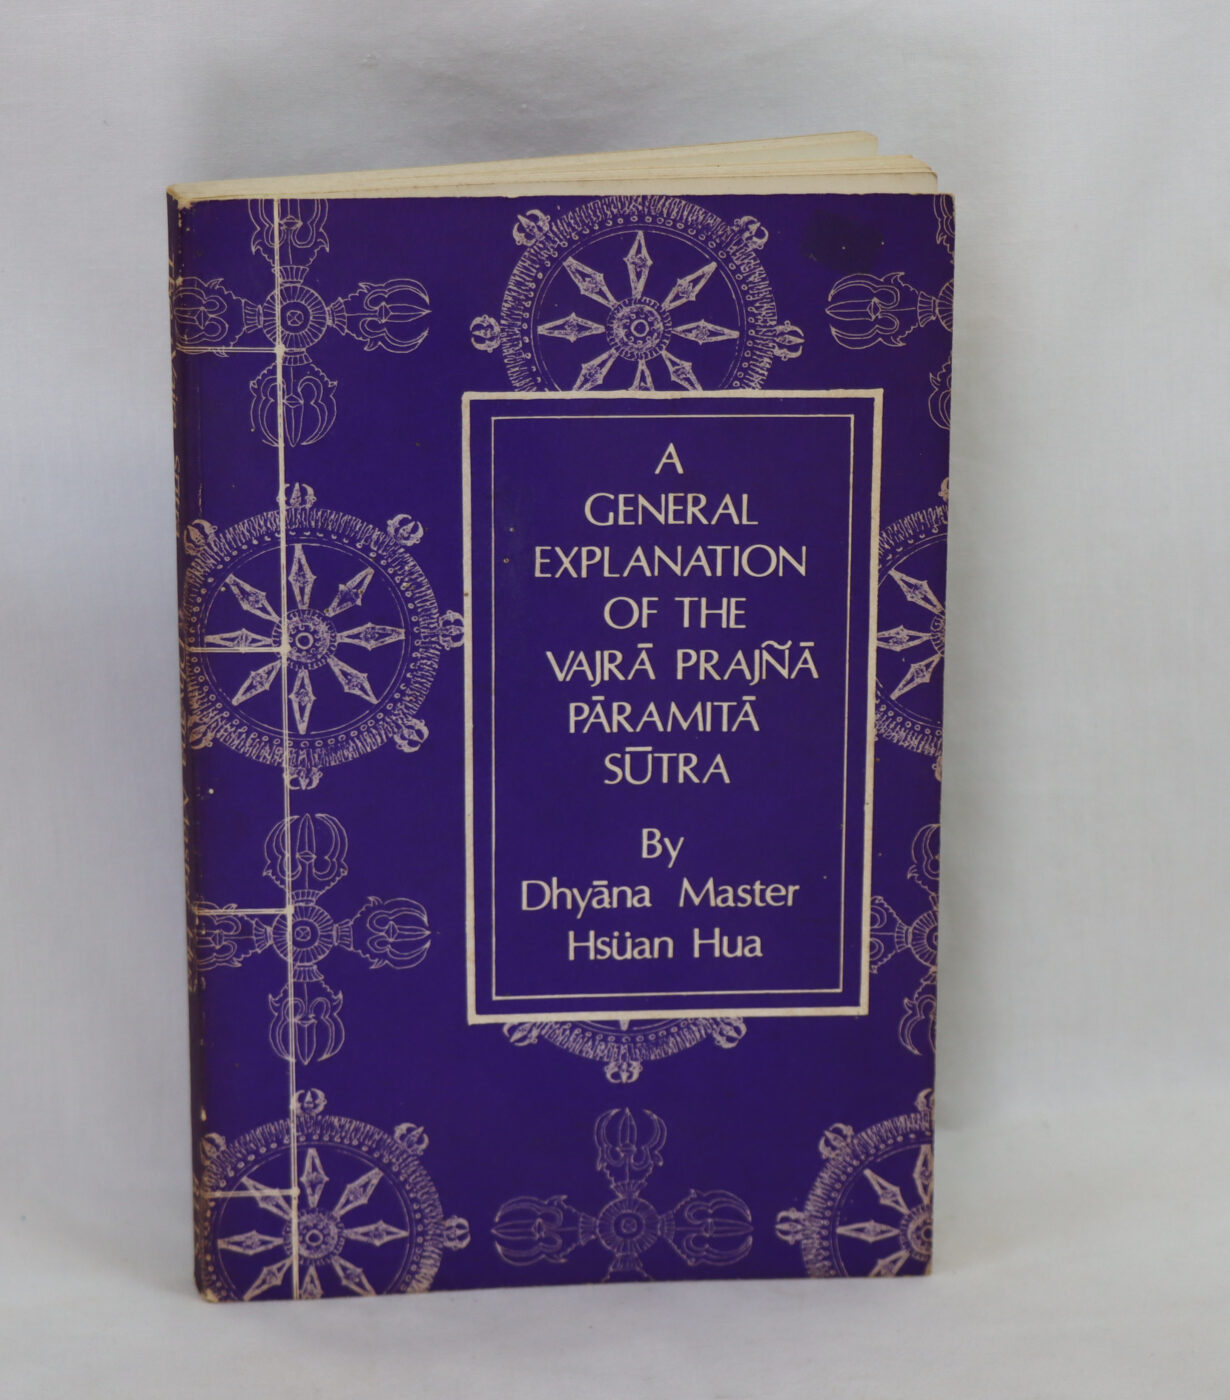 A
GENERAL
EXPLANATION
OF THE
VAJRĀ PRAJÑĀ
PĀRAMITĀ
SŪTRA
By
Dhyāna Master
Hsüan Hua